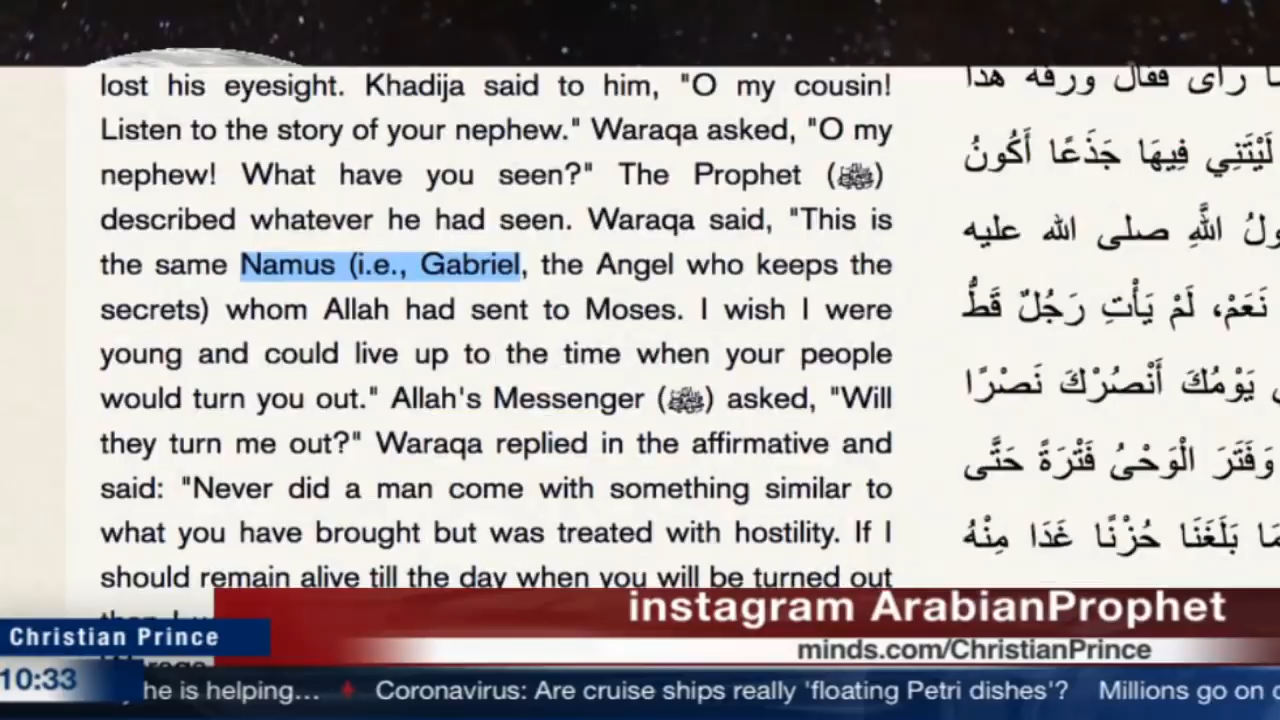 lost his eyesight. Khadija said to him, "O my cousin!
Listen to the story of your nephew." Waraqa asked, "O my
nephew! What have you seen?" The Prophet (ﷺ)
described whatever he had seen. Waraqa said, "This is
the same Namus (i.e., Gabriel, the Angel who keeps the
secrets) whom Allah had sent to Moses. I wish I were
young and could live up to the time when your people
would turn you out." Allah's Messenger (ﷺ) asked, "Will
they turn me out?" Waraqa replied in the affirmative and
said: "Never did a man come with something similar to
what you have brought but was treated with hostility. If I
should remain alive till the day when you will be turned out
رأى فقال ورقة هذا
لَيْتَنِي فِيهَا جَذَعًا أَكُونُ
اللَّهِ صلى الله عليه
نَعَمْ، لَمْ يَأْتِ رَجُلٌ قَطُّ
يَوْمُكَ أَنْصُرْكَ نَصْرًا
وَفَتَرَ الْوَحْىُ فَتْرَةً حَتَّى
بَلَغَنَا حُزْنًا غَدَا مِنْهُ
instagram ArabianProphet
Christian Prince
minds.com/ChristianPrince
10:33
he is helping... Coronavirus: Are cruise ships really 'floating Petri dishes'? Millions go on